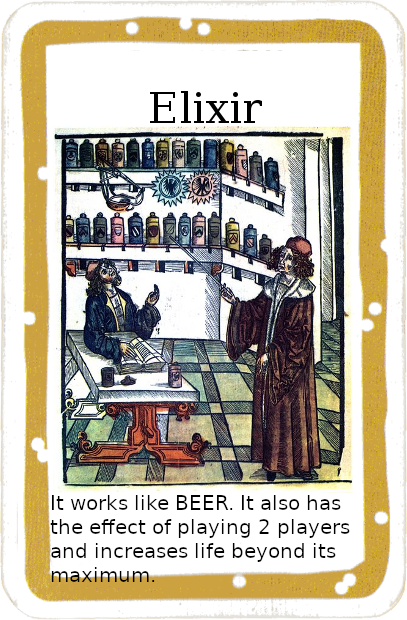 Elixir
It works like BEER. It also has
the effect of playing 2 players
and increases life beyond its
maximum.